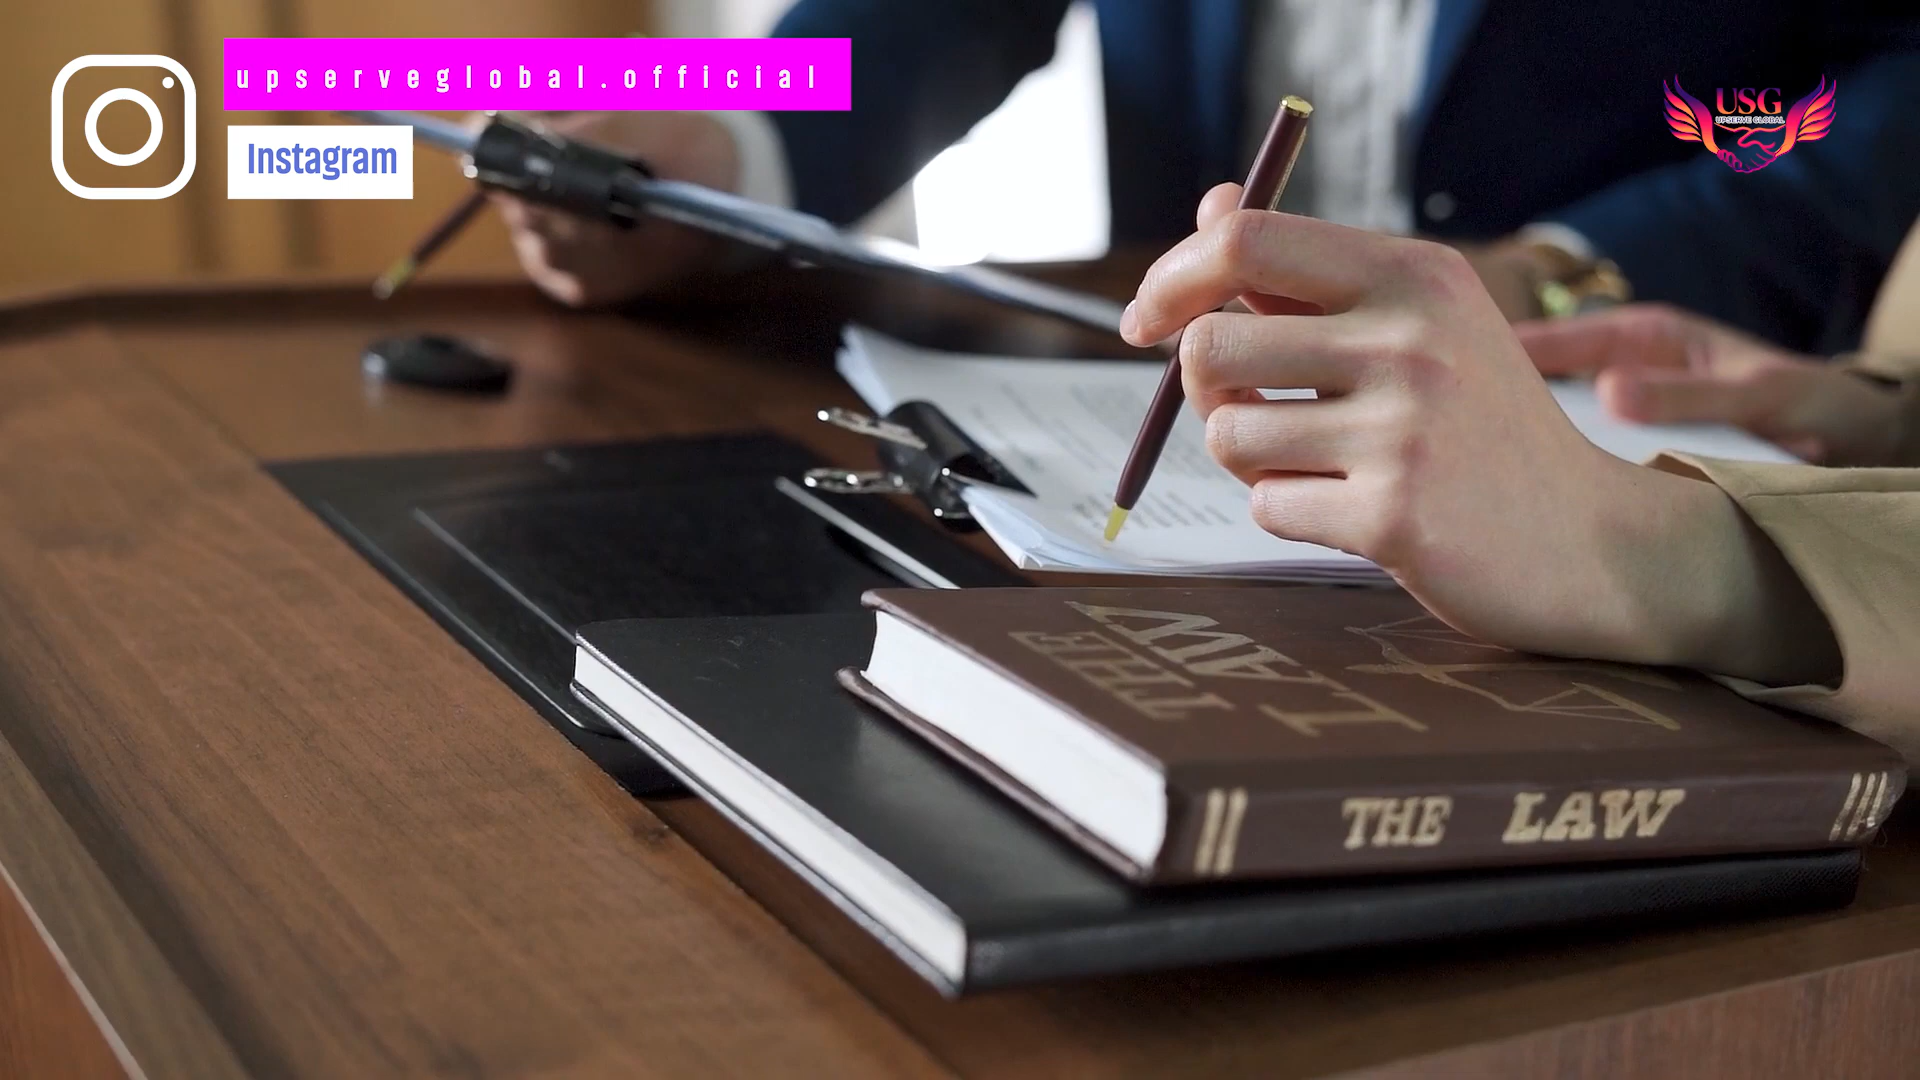 upserveglobal.official
Instagram
USG
UPSERVE GLOBAL
THE
LAW
THE LAW